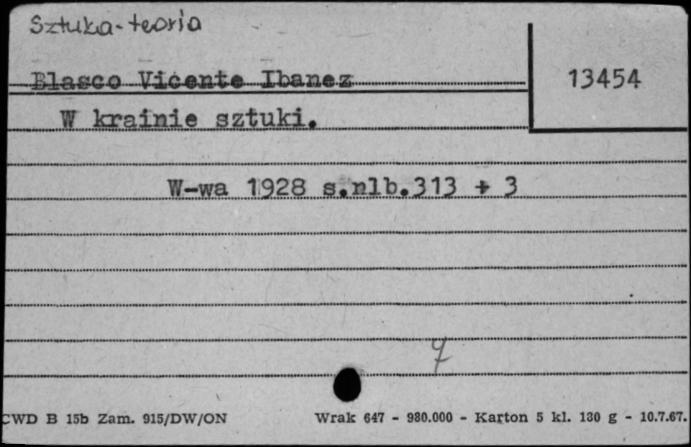 Sztuka-teoria
Blasco Vicente Ibanez
13454
W krainie sztuki.
W-wa 1928 s.nlb.313 + 3
CWD B 15b Zam. 915/DW/ON Wrak 647 - 980.000 - Karton 5 kl. 130 g - 10.7.67.